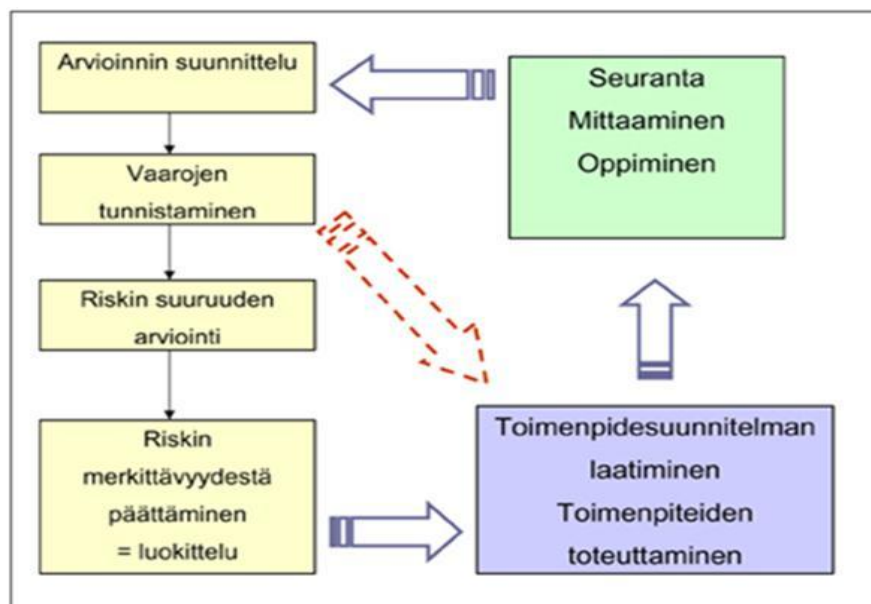 Arvioinnin suunnittelu
Vaarojen
tunnistaminen
Riskin suuruuden
arviointi
Riskin
merkittävyydestä
päättäminen
= luokittelu
Seuranta
Mittaaminen
Oppiminen
Toimenpidesuunnitelman
laatiminen
Toimenpiteiden
toteuttaminen